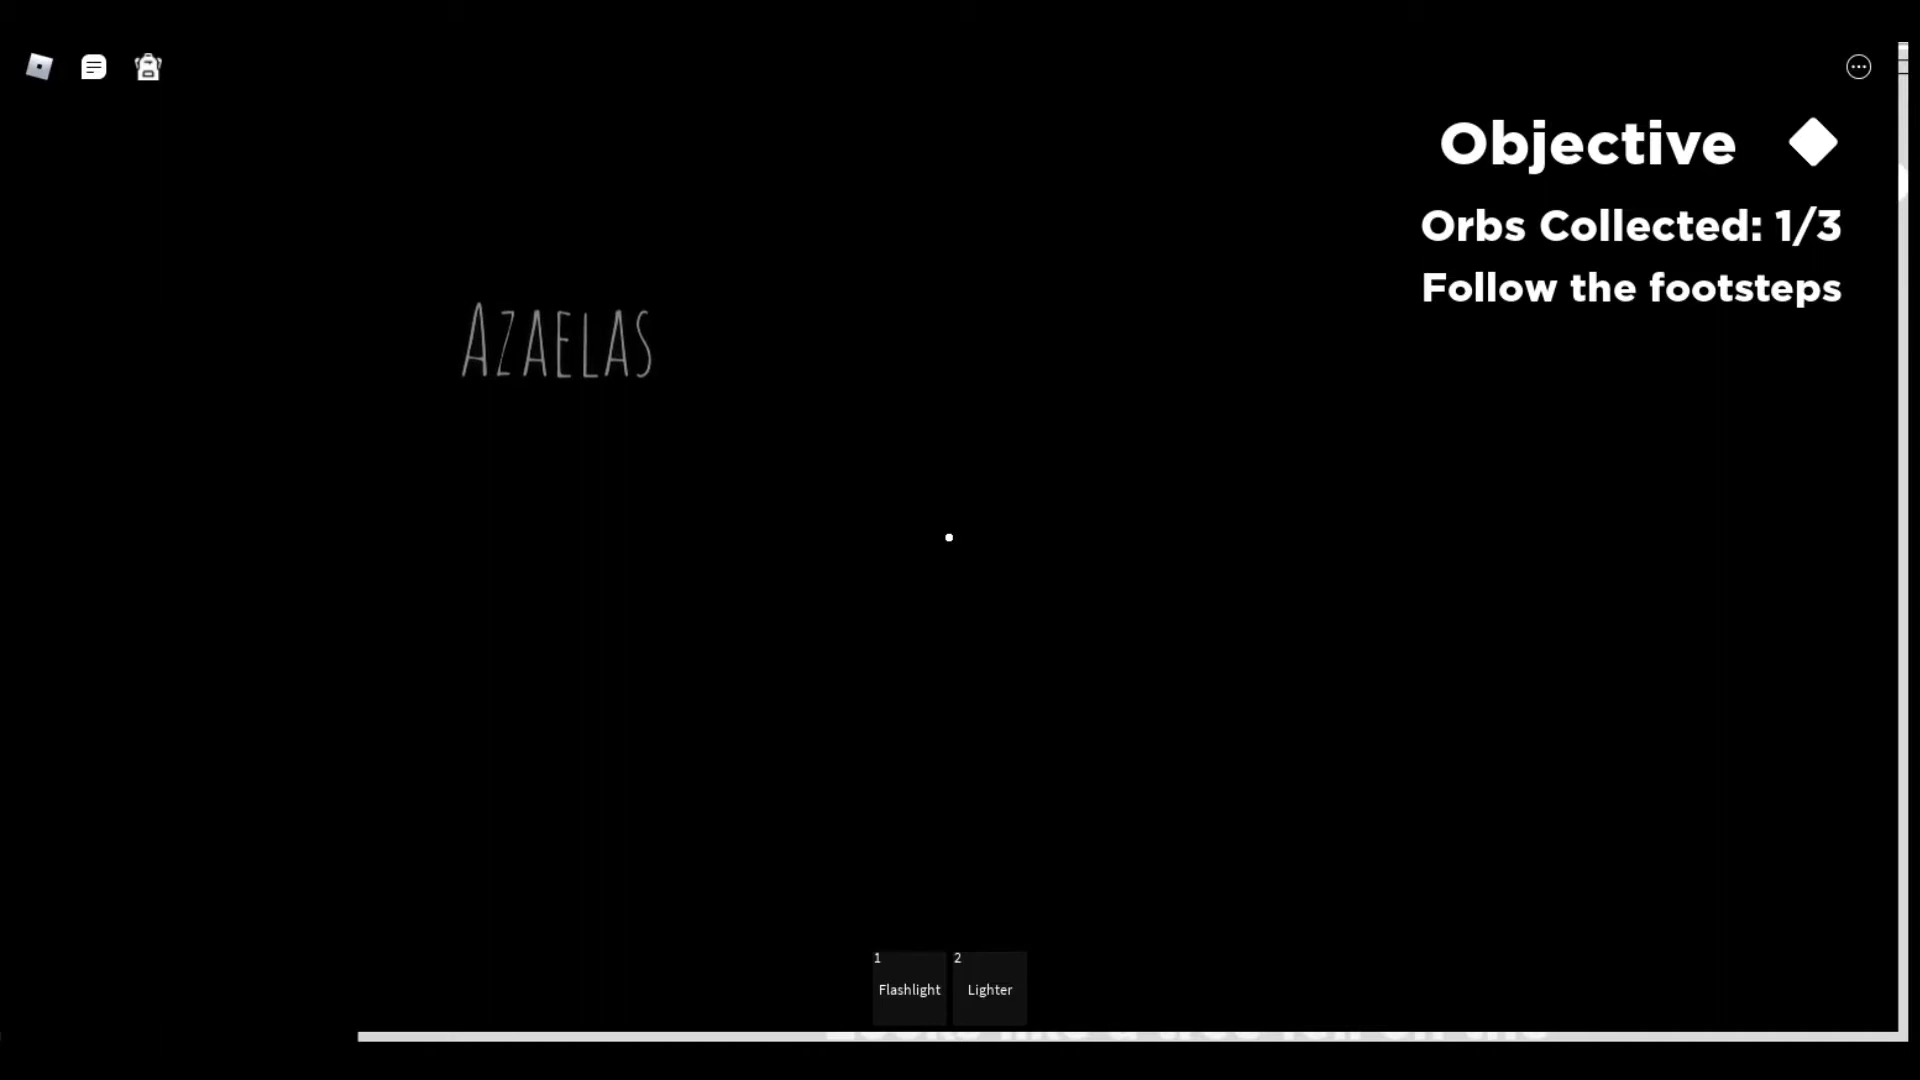 Objective
Orbs Collected: 1/3
Follow the footsteps
AZAELAS
1
Flashlight
2
Lighter